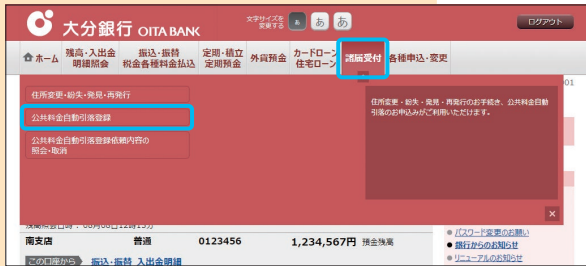 大分銀行 OITA BANK
文字サイズを
変更する
あ
あ
あ
ログアウト
ホーム
残高・入出金
明細照会
振込・振替
税金各種料金払込
定期・積立
定期預金
外貨預金
カードローン
住宅ローン
諸届受付
各種申込・変更
001
住所変更・紛失・発見・再発行
公共料金自動引落登録
公共料金自動引落登録依頼内容の
照会・取消
住所変更・紛失・発見・再発行のお手続き、公共料金自動
引落のお申込みがご利用いただけます。
南支店 普通 0123456 1,234,567円 預金残高
この口座から 振込・振替 入出金明細
パスワード変更のお願い
銀行からのお知らせ
リニューアルのお知らせ